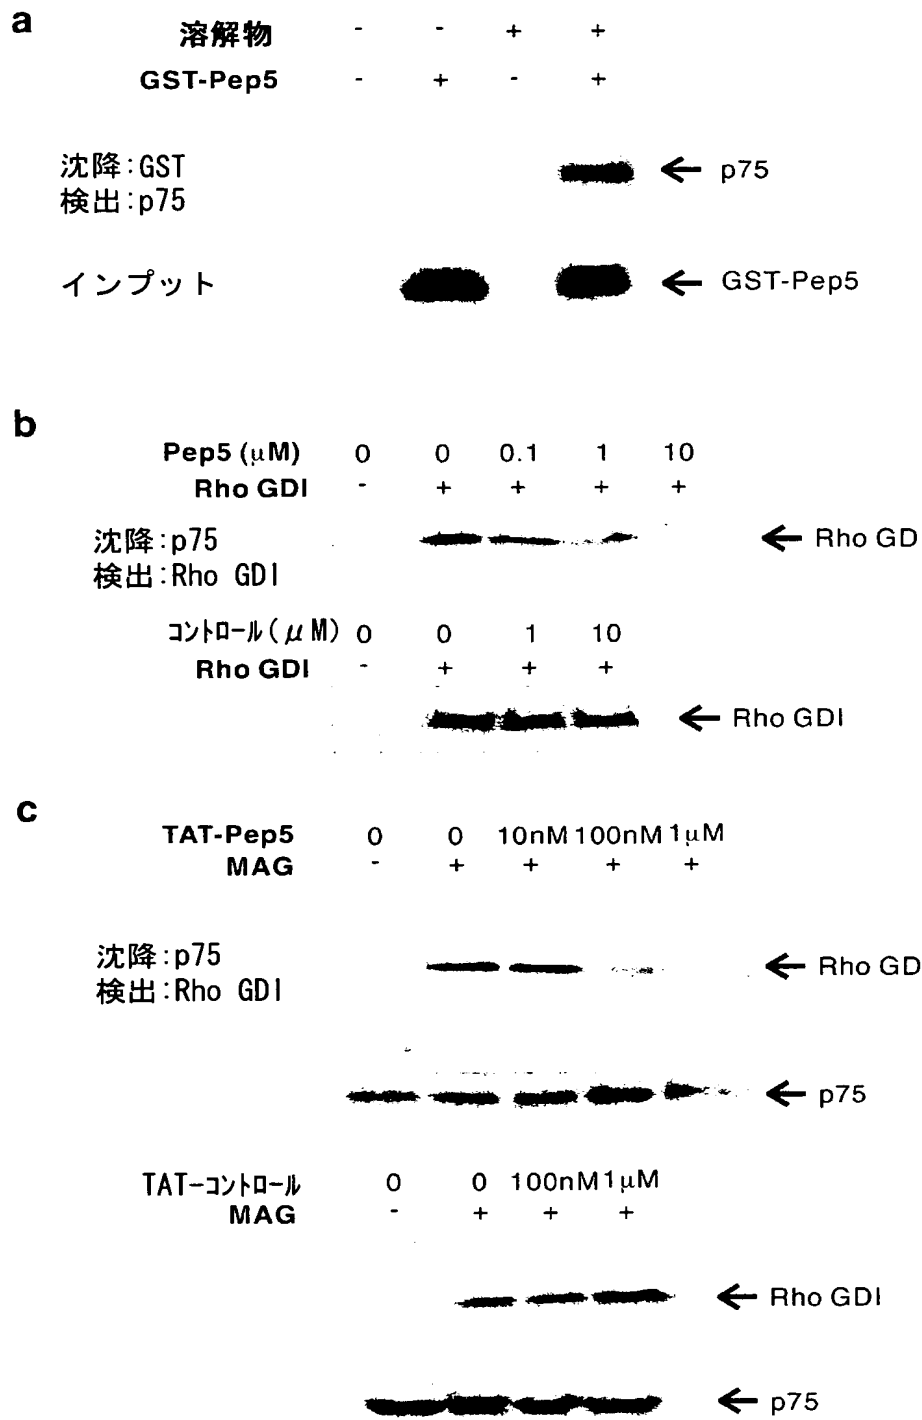 a
溶解物 - - + +
GST-Pep5 - + - +
沈降:GST
検出:p75
← p75
インプット ← GST-Pep5
b
Pep5 (μM) 0 0 0.1 1 10
Rho GDI - + + + +
沈降:p75
検出:Rho GDI
← Rho GD
コントロール(μM) 0 0 1 10
Rho GDI - + + +
← Rho GDI
c
TAT-Pep5 0 0 10nM 100nM 1μM
MAG - + + + +
沈降:p75
検出:Rho GDI
← Rho GD
← p75
TAT-コントロール 0 0 100nM 1μM
MAG - + + +
← Rho GDI
← p75